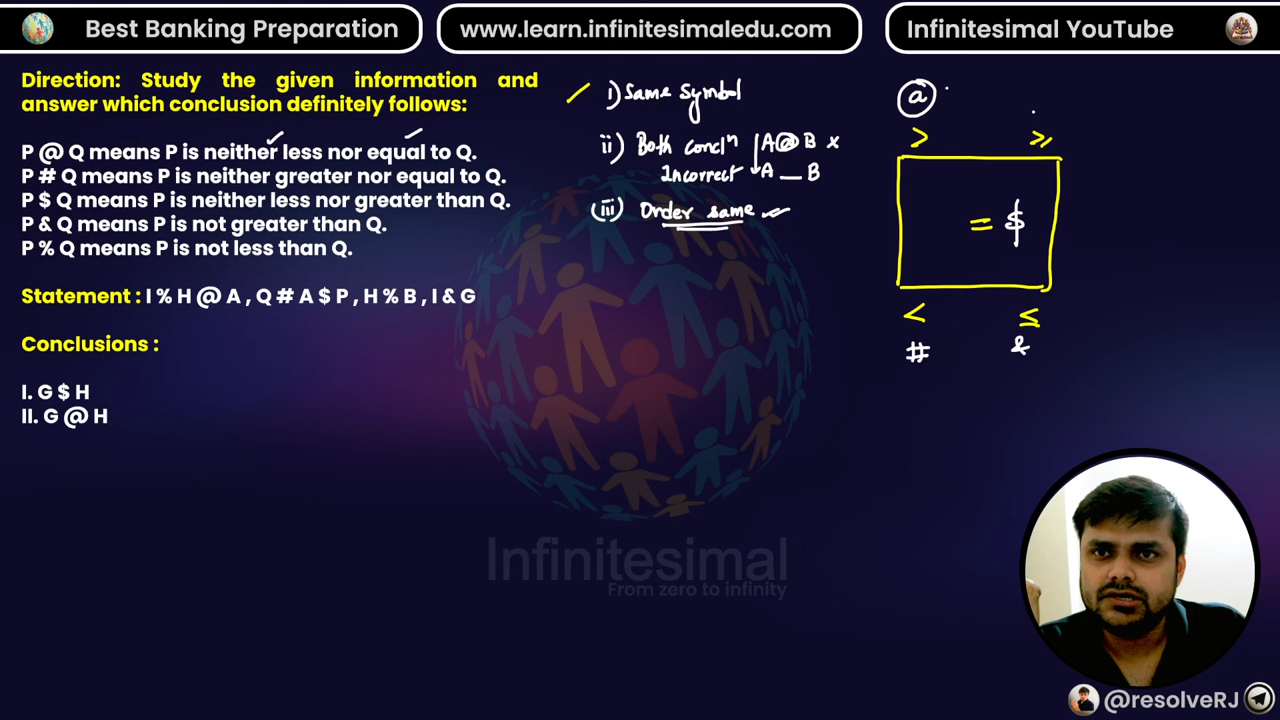 Best Banking Preparation
www.learn.infinitesimaledu.com
Infinitesimal YouTube
Direction: Study the given information and
answer which conclusion definitely follows:
P @ Q means P is neither less nor equal to Q.
P # Q means P is neither greater nor equal to Q.
P $ Q means P is neither less nor greater than Q.
P & Q means P is not greater than Q.
P % Q means P is not less than Q.
Statement : I % H @ A , Q # A $ P , H % B , I & G
Conclusions :
I. G $ H
II. G @ H
i) Same Symbol
ii) Both concln A@B x
Incorrect A _ B
(iii) Order same
@
> ≥
= $
< ≤
# &
Infinitesimal
From zero to infinity
@resolveRJ